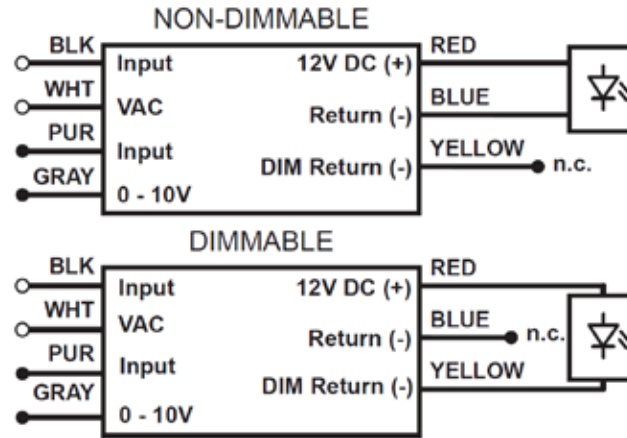 NON-DIMMABLE
BLK Input 12V DC (+) RED
WHT VAC Return (-) BLUE
PUR Input DIM Return (-) YELLOW n.c.
GRAY 0 - 10V
DIMMABLE
BLK Input 12V DC (+) RED
WHT VAC Return (-) BLUE n.c.
PUR Input DIM Return (-) YELLOW
GRAY 0 - 10V